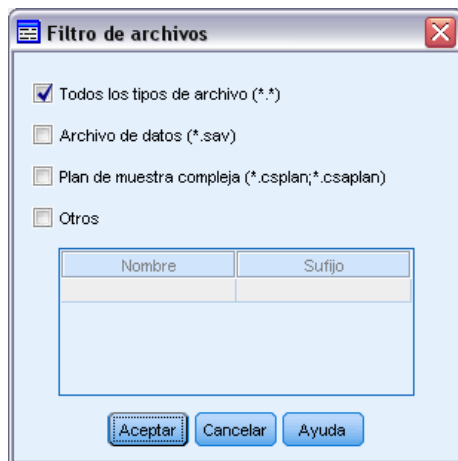 Filtro de archivos
Todos los tipos de archivo (*.*)
Archivo de datos (*.sav)
Plan de muestra compleja (*.csplan;*.csaplan)
Otros
Nombre Sufijo
Aceptar Cancelar Ayuda